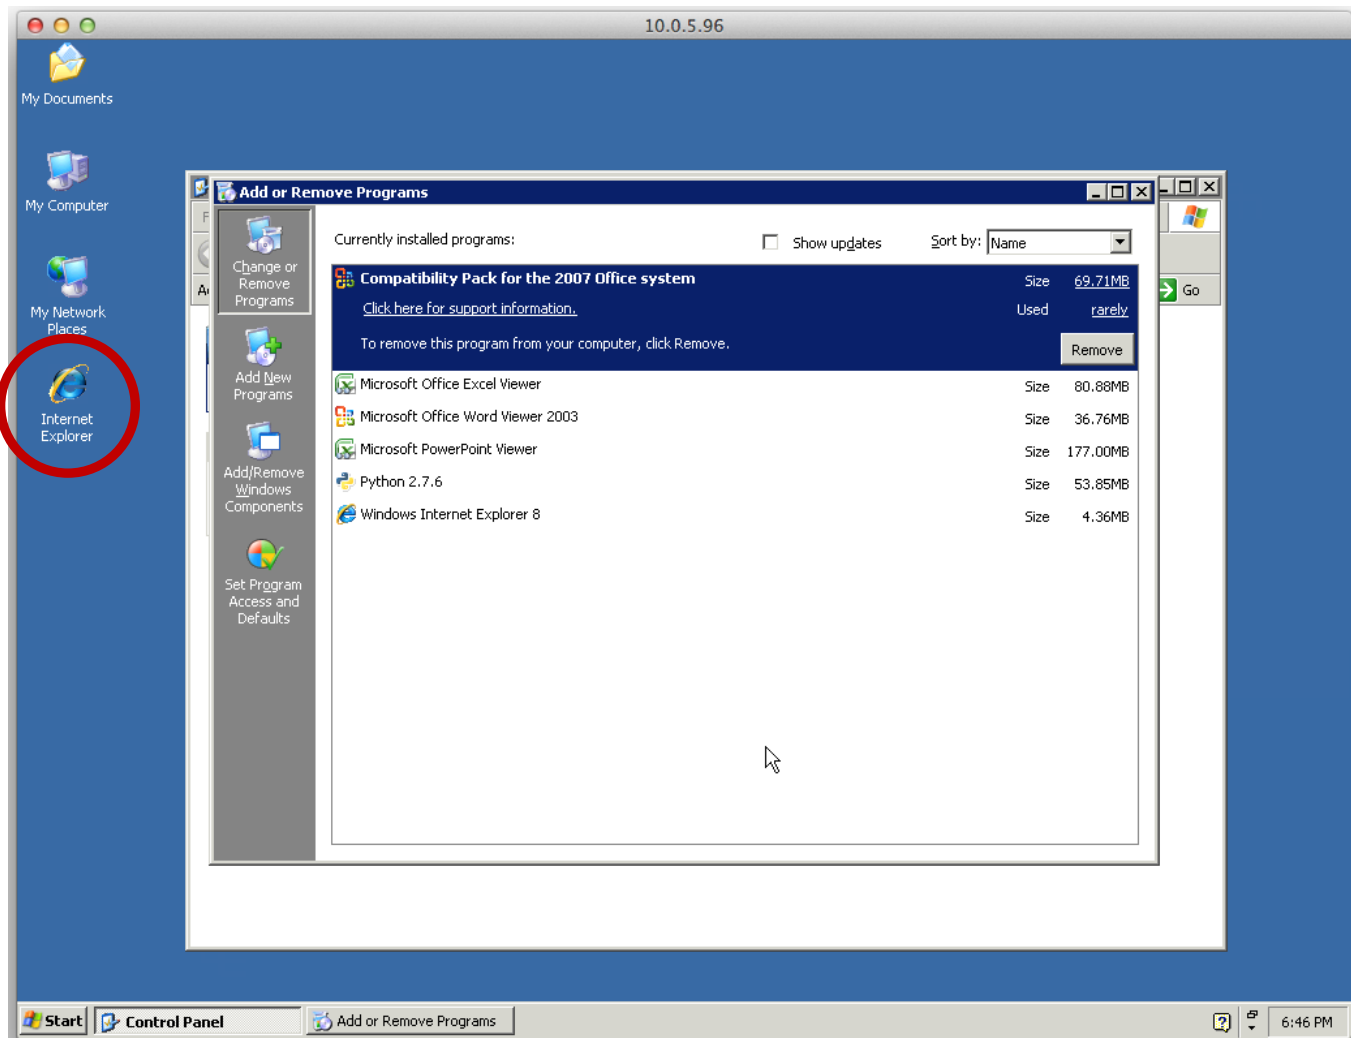 10.0.5.96
My Documents
My Computer
My Network
Places
Internet
Explorer
Add or Remove Programs
Change or
Remove
Programs
Add New
Programs
Add/Remove
Windows
Components
Set Program
Access and
Defaults
Currently installed programs:
Show updates
Sort by: Name
Compatibility Pack for the 2007 Office system Size 69.71MB
Click here for support information. Used rarely
To remove this program from your computer, click Remove. Remove
Microsoft Office Excel Viewer Size 80.88MB
Microsoft Office Word Viewer 2003 Size 36.76MB
Microsoft PowerPoint Viewer Size 177.00MB
Python 2.7.6 Size 53.85MB
Windows Internet Explorer 8 Size 4.36MB
Go
Start
Control Panel
Add or Remove Programs
6:46 PM